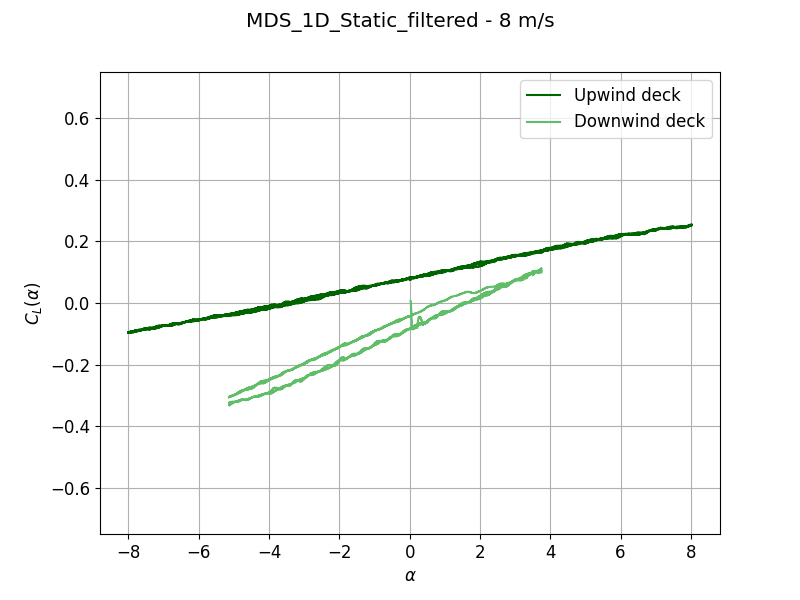 MDS_1D_Static_filtered - 8 m/s
Upwind deck
Downwind deck
0.6
0.4
0.2
0.0
−0.2
−0.4
−0.6
C_L(α)
−8 −6 −4 −2 0 2 4 6 8
α